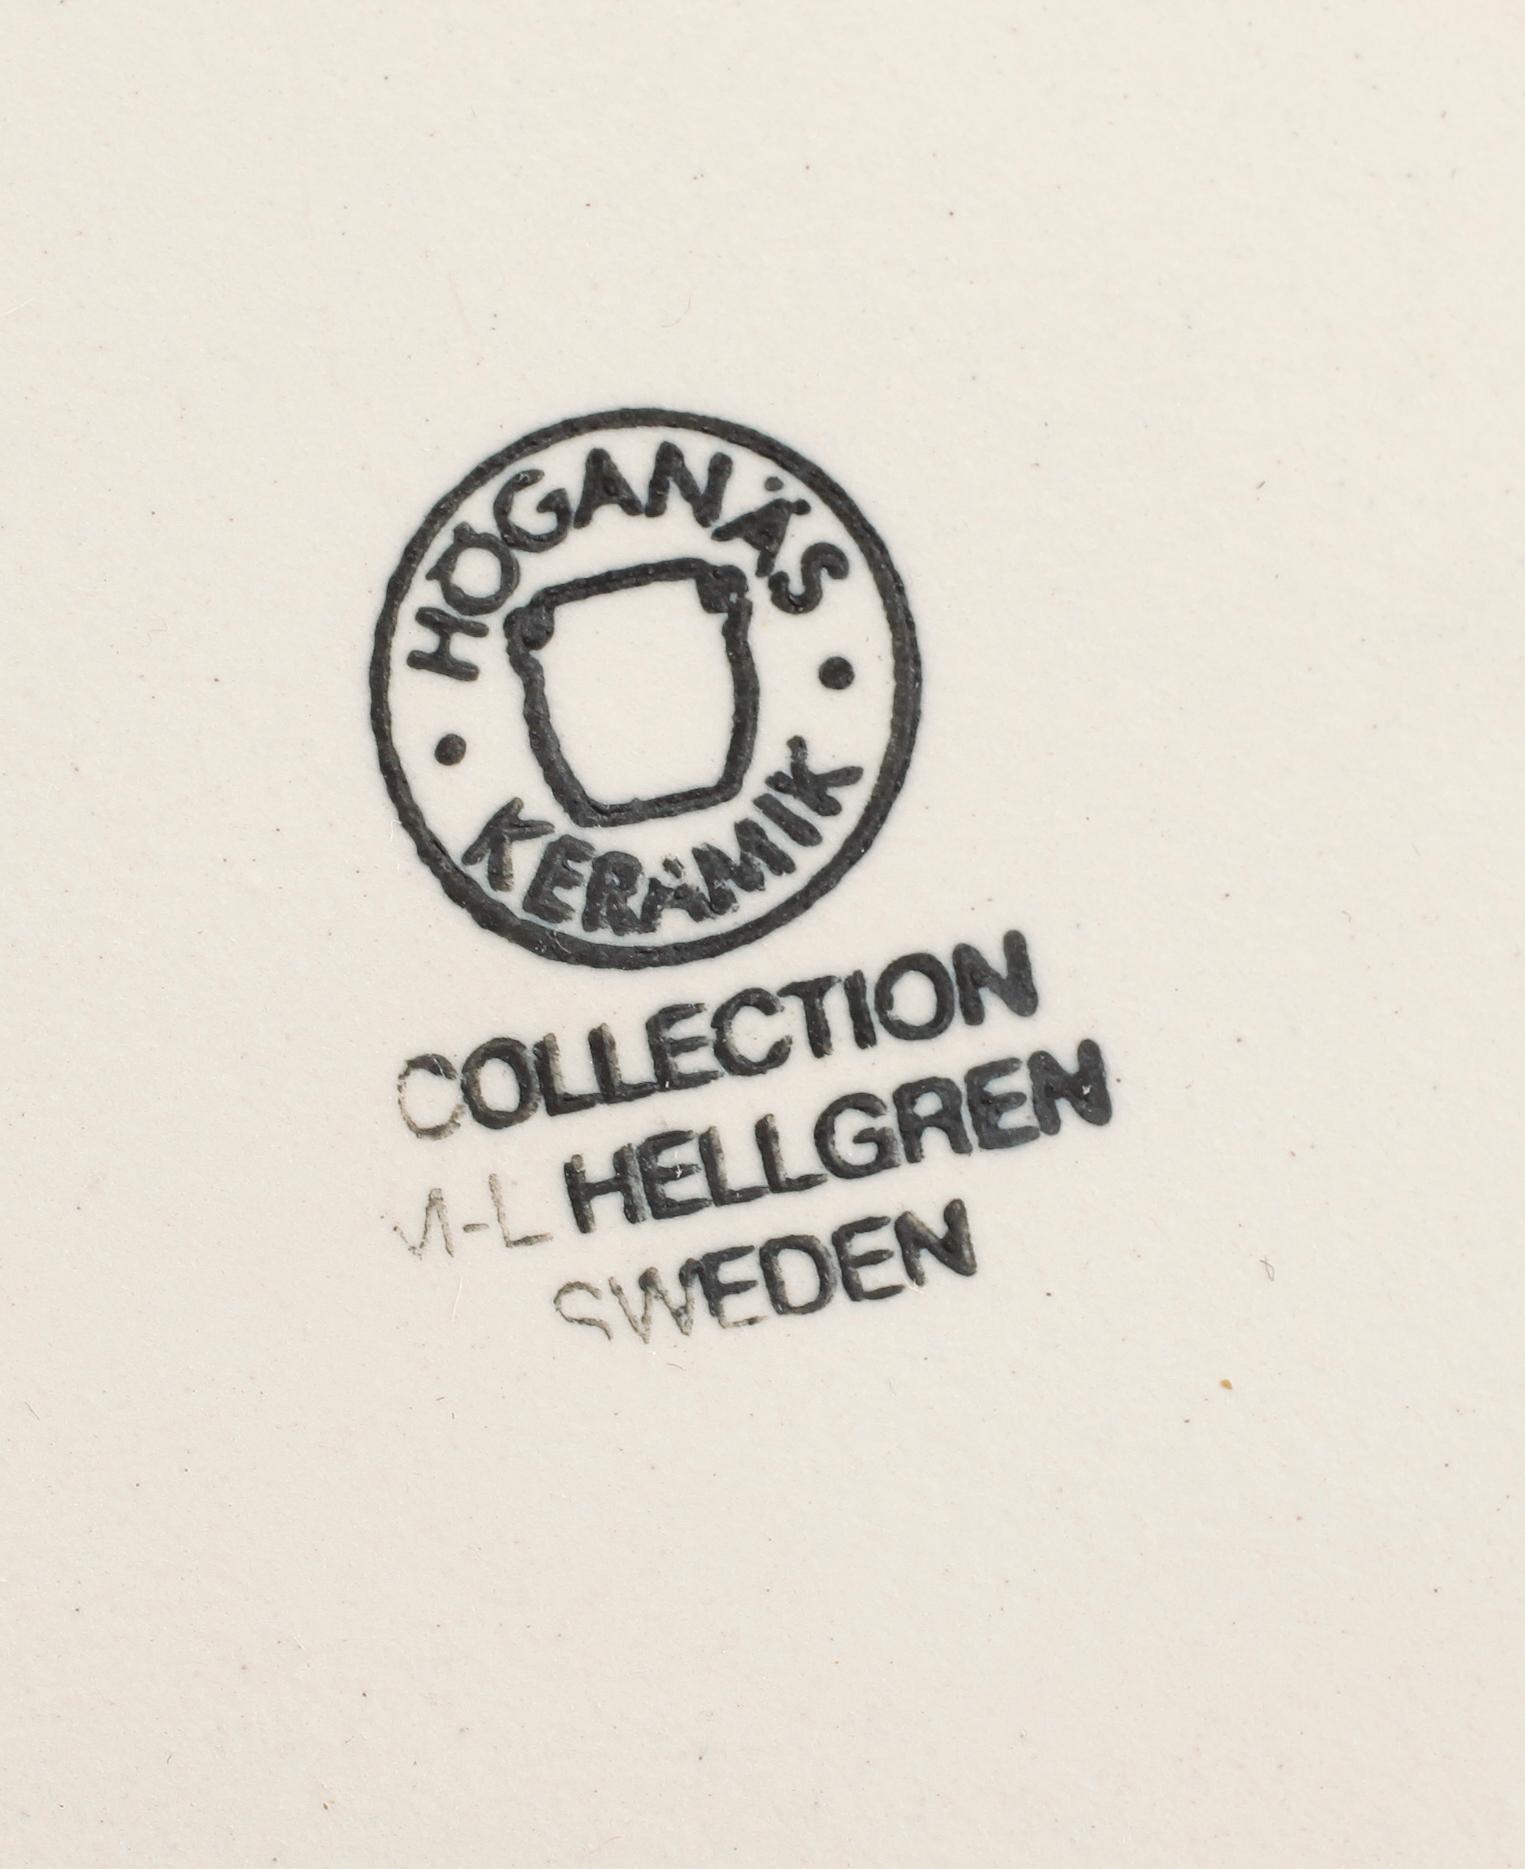 HÖGANÄS
KERAMIK
COLLECTION
M-L HELLGREN
SWEDEN